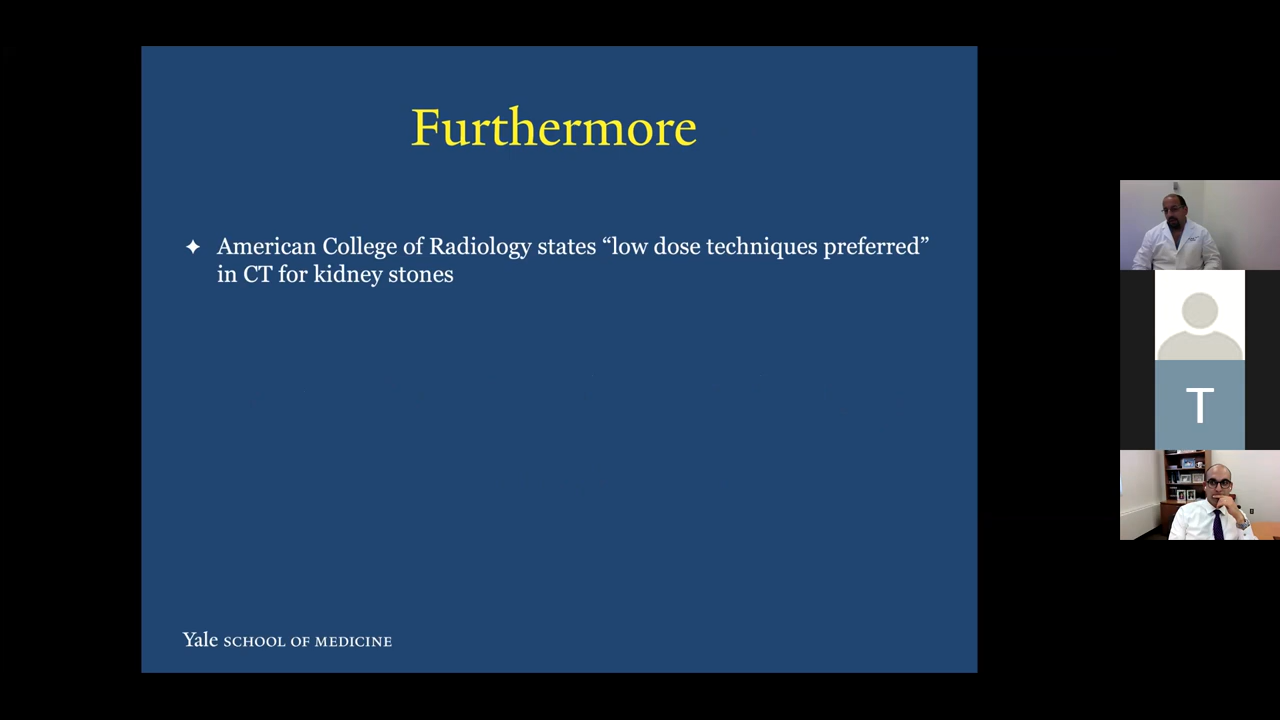 Furthermore
✦ American College of Radiology states “low dose techniques preferred”
in CT for kidney stones
Yale SCHOOL OF MEDICINE
T